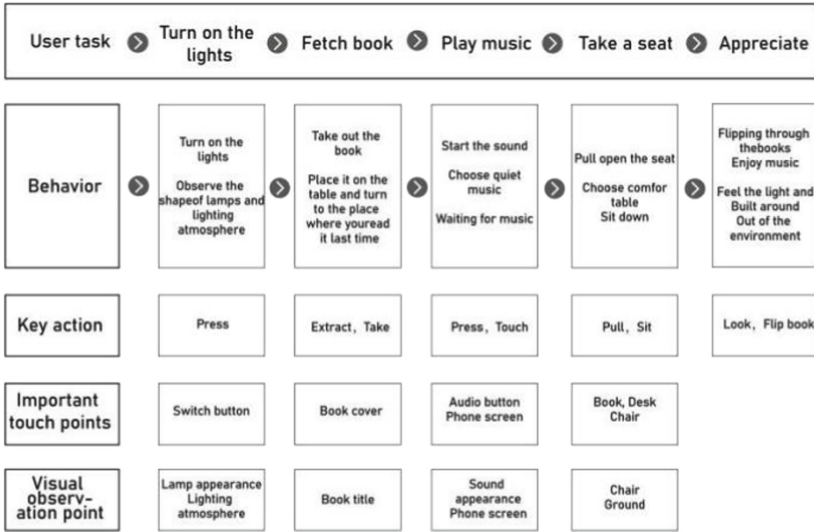 User task
Turn on the
lights
Fetch book
Play music
Take a seat
Appreciate
Behavior
Turn on the
lights
Observe the
shapeof lamps and
lighting
atmosphere
Take out the
book
Place it on the
table and turn
to the place
where youread
it last time
Start the sound
Choose quiet
music
Waiting for music
Pull open the seat
Choose comfor
table
Sit down
Flipping through
thebooks
Enjoy music
Feel the light and
Built around
Out of the
environment
Key action
Press
Extract, Take
Press, Touch
Pull, Sit
Look, Flip book
Important
touch points
Switch button
Book cover
Audio button
Phone screen
Book, Desk
Chair
Visual
observ-
ation point
Lamp appearance
Lighting
atmosphere
Book title
Sound
appearance
Phone screen
Chair
Ground